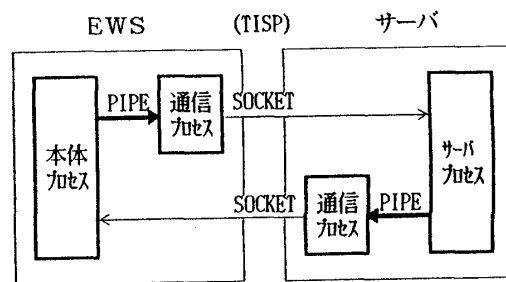 EWS (TISP) サーバ
PIPE 通信
プロセス SOCKET
本体
プロセス
サーバ
プロセス
SOCKET 通信
プロセス PIPE